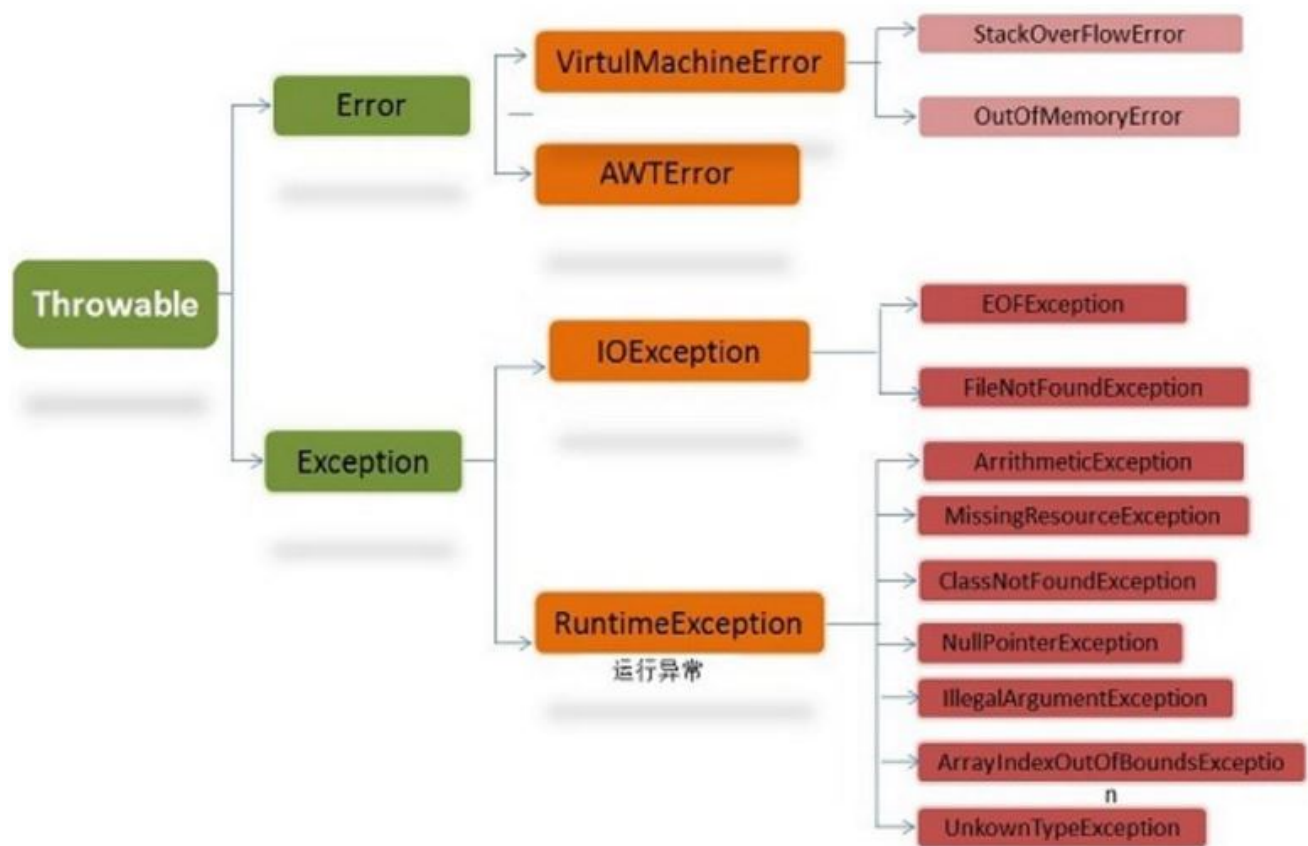 Throwable
Error
VirtulMachineError
StackOverFlowError
OutOfMemoryError
AWTError
Exception
IOException
EOFException
FileNotFoundException
RuntimeException
运行异常
ArrithmeticException
MissingResourceException
ClassNotFoundException
NullPointerException
IllegalArgumentException
ArrayIndexOutOfBoundsExceptio
n
UnkownTypeException